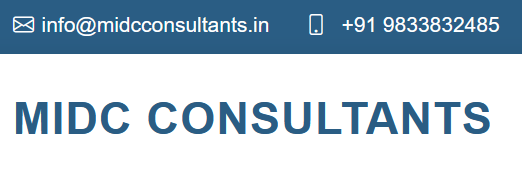 info@midcconsultants.in +91 9833832485
MIDC CONSULTANTS